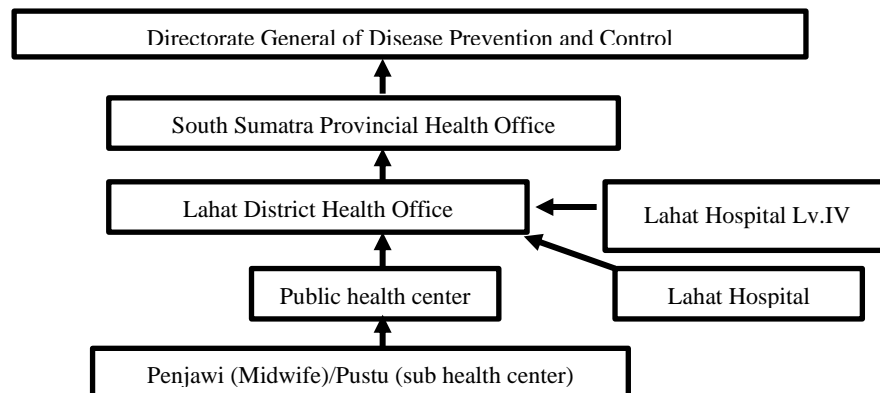 Directorate General of Disease Prevention and Control
South Sumatra Provincial Health Office
Lahat District Health Office
Lahat Hospital Lv.IV
Public health center
Lahat Hospital
Penjawi (Midwife)/Pustu (sub health center)